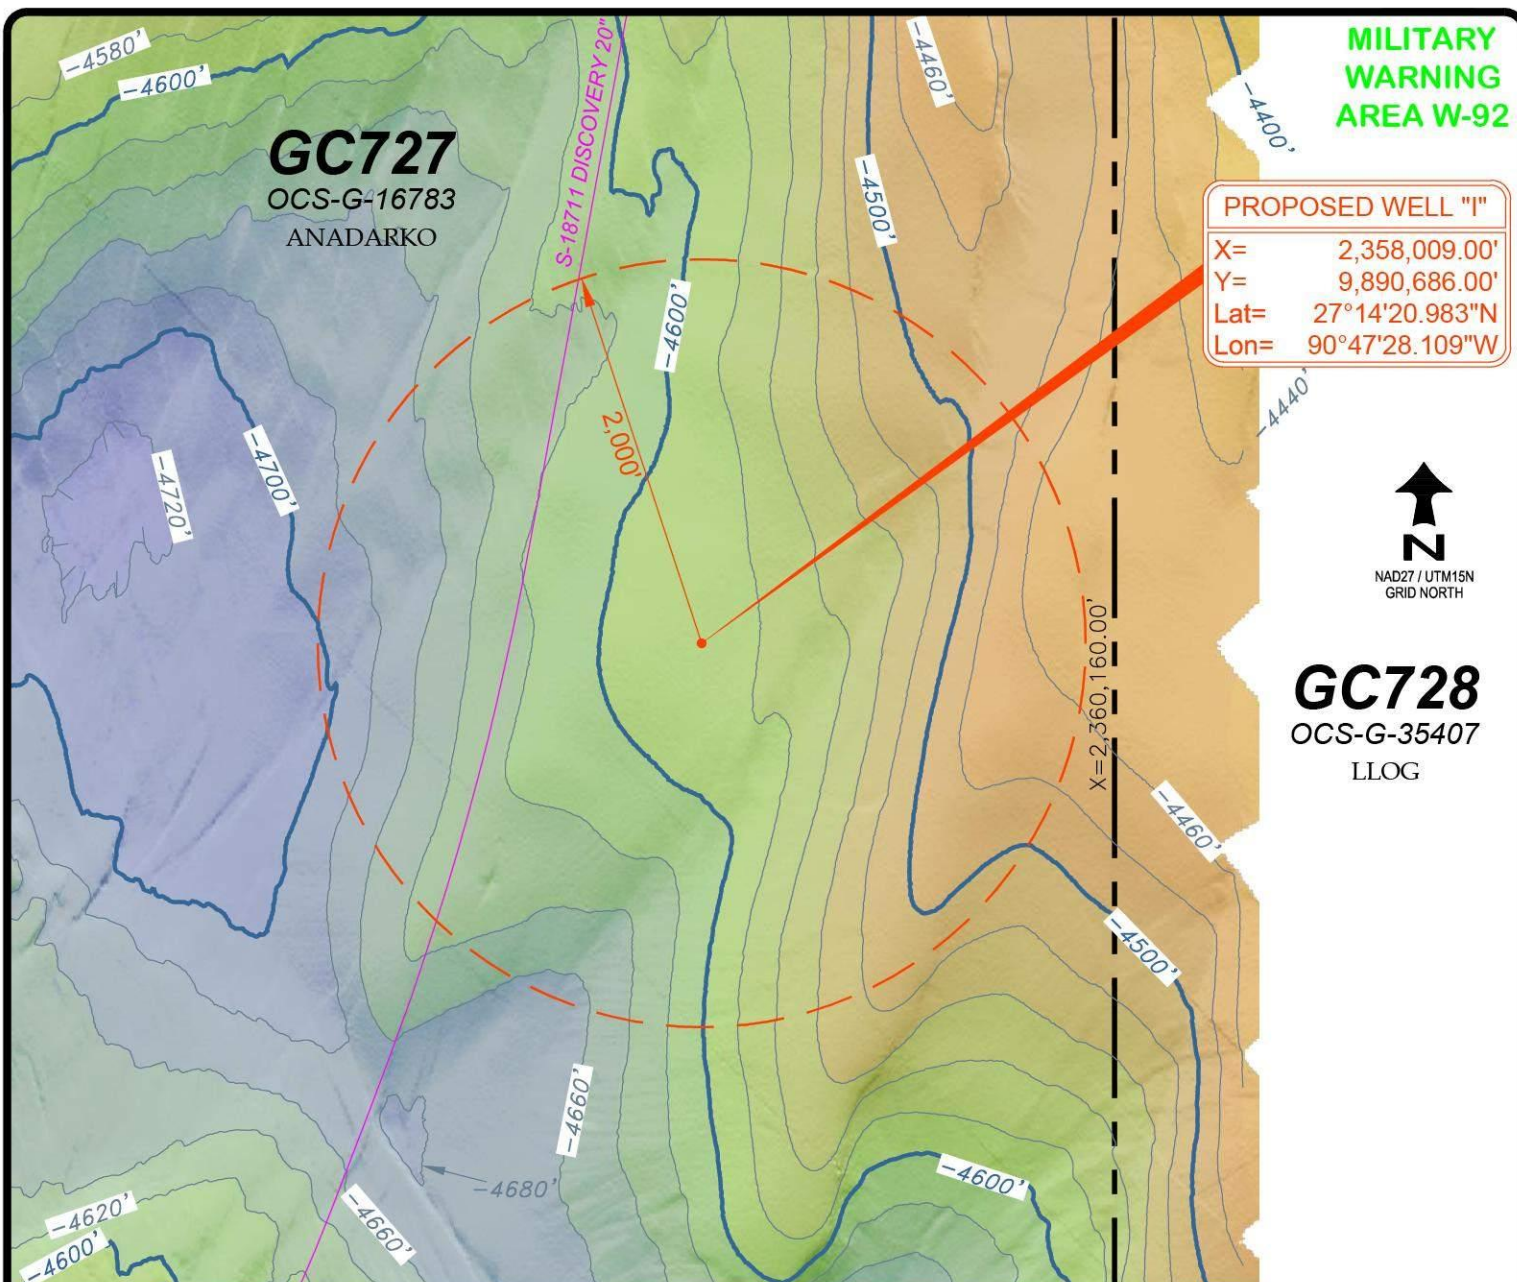 -4580'
-4600'
GC727
OCS-G-16783
ANADARKO
S-18711 DISCOVERY 20"
-4460'
-4400'
MILITARY
WARNING
AREA W-92
-4500'
PROPOSED WELL "I"
X= 2,358,009.00'
Y= 9,890,686.00'
Lat= 27°14'20.983"N
Lon= 90°47'28.109"W
-4600'
-4440'
-4700'
-4720'
2,000'
N
NAD27 / UTM15N
GRID NORTH
X=2,360,160.00'
GC728
OCS-G-35407
LLOG
-4460'
-4500'
-4660'
-4680'
-4600'
-4620'
-4660'
-4600'